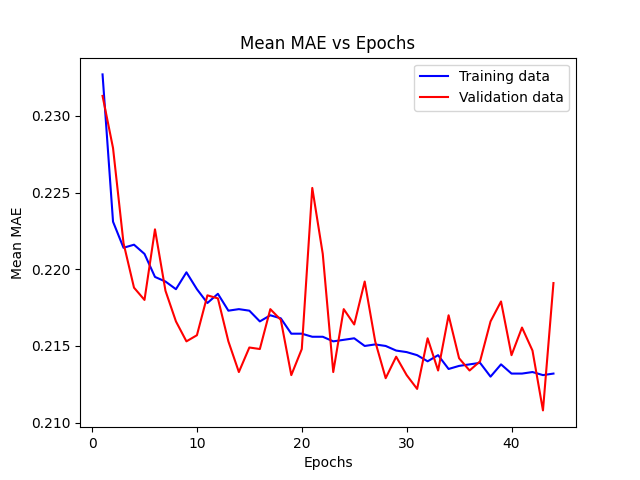 Mean MAE vs Epochs
Training data
Validation data
0.230
0.225
0.220
0.215
0.210
Mean MAE
0
10
20
30
40
Epochs